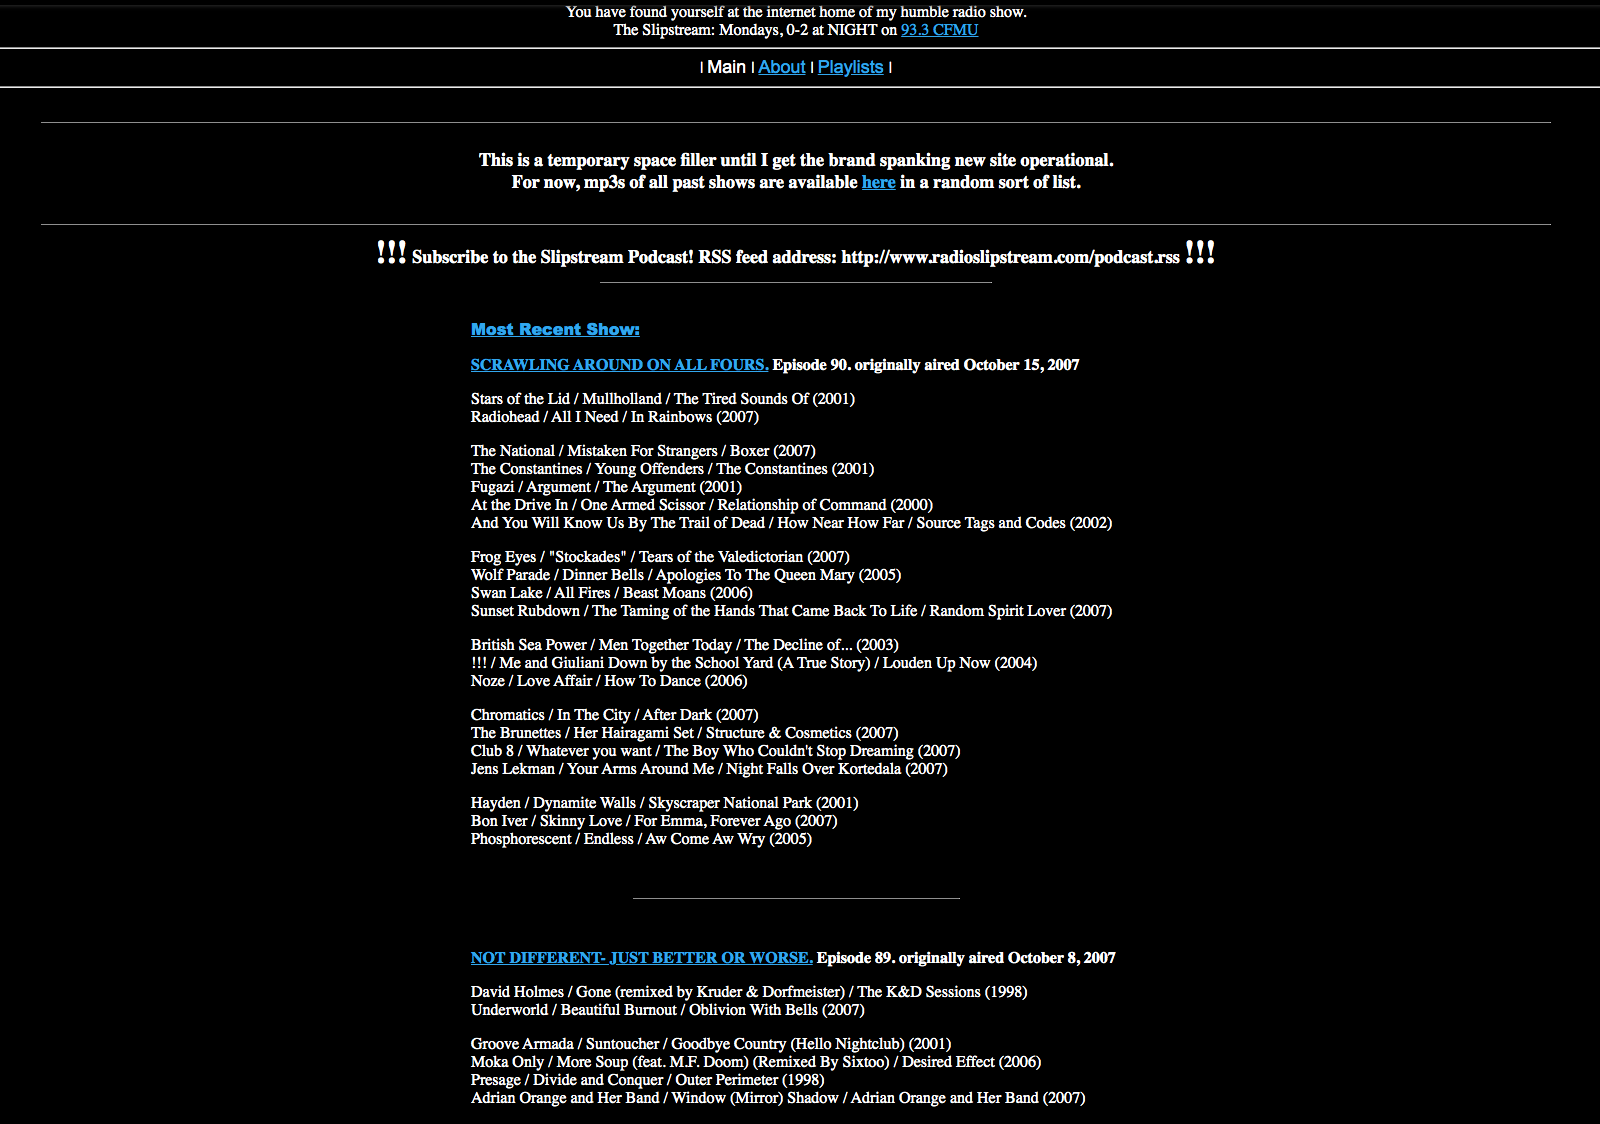 You have found yourself at the internet home of my humble radio show.
The Slipstream: Mondays, 0-2 at NIGHT on 93.3 CFMU
| Main | About | Playlists |
This is a temporary space filler until I get the brand spanking new site operational.
For now, mp3s of all past shows are available here in a random sort of list.
!!! Subscribe to the Slipstream Podcast! RSS feed address: http://www.radioslipstream.com/podcast.rss !!!
Most Recent Show:
SCRAWLING AROUND ON ALL FOURS. Episode 90. originally aired October 15, 2007
Stars of the Lid / Mullholland / The Tired Sounds Of (2001)
Radiohead / All I Need / In Rainbows (2007)
The National / Mistaken For Strangers / Boxer (2007)
The Constantines / Young Offenders / The Constantines (2001)
Fugazi / Argument / The Argument (2001)
At the Drive In / One Armed Scissor / Relationship of Command (2000)
And You Will Know Us By The Trail of Dead / How Near How Far / Source Tags and Codes (2002)
Frog Eyes / "Stockades" / Tears of the Valedictorian (2007)
Wolf Parade / Dinner Bells / Apologies To The Queen Mary (2005)
Swan Lake / All Fires / Beast Moans (2006)
Sunset Rubdown / The Taming of the Hands That Came Back To Life / Random Spirit Lover (2007)
British Sea Power / Men Together Today / The Decline of... (2003)
!!! / Me and Giuliani Down by the School Yard (A True Story) / Louden Up Now (2004)
Noze / Love Affair / How To Dance (2006)
Chromatics / In The City / After Dark (2007)
The Brunettes / Her Hairagami Set / Structure & Cosmetics (2007)
Club 8 / Whatever you want / The Boy Who Couldn't Stop Dreaming (2007)
Jens Lekman / Your Arms Around Me / Night Falls Over Kortedala (2007)
Hayden / Dynamite Walls / Skyscraper National Park (2001)
Bon Iver / Skinny Love / For Emma, Forever Ago (2007)
Phosphorescent / Endless / Aw Come Aw Wry (2005)
NOT DIFFERENT- JUST BETTER OR WORSE. Episode 89. originally aired October 8, 2007
David Holmes / Gone (remixed by Kruder & Dorfmeister) / The K&D Sessions (1998)
Underworld / Beautiful Burnout / Oblivion With Bells (2007)
Groove Armada / Suntoucher / Goodbye Country (Hello Nightclub) (2001)
Moka Only / More Soup (feat. M.F. Doom) (Remixed By Sixtoo) / Desired Effect (2006)
Presage / Divide and Conquer / Outer Perimeter (1998)
Adrian Orange and Her Band / Window (Mirror) Shadow / Adrian Orange and Her Band (2007)